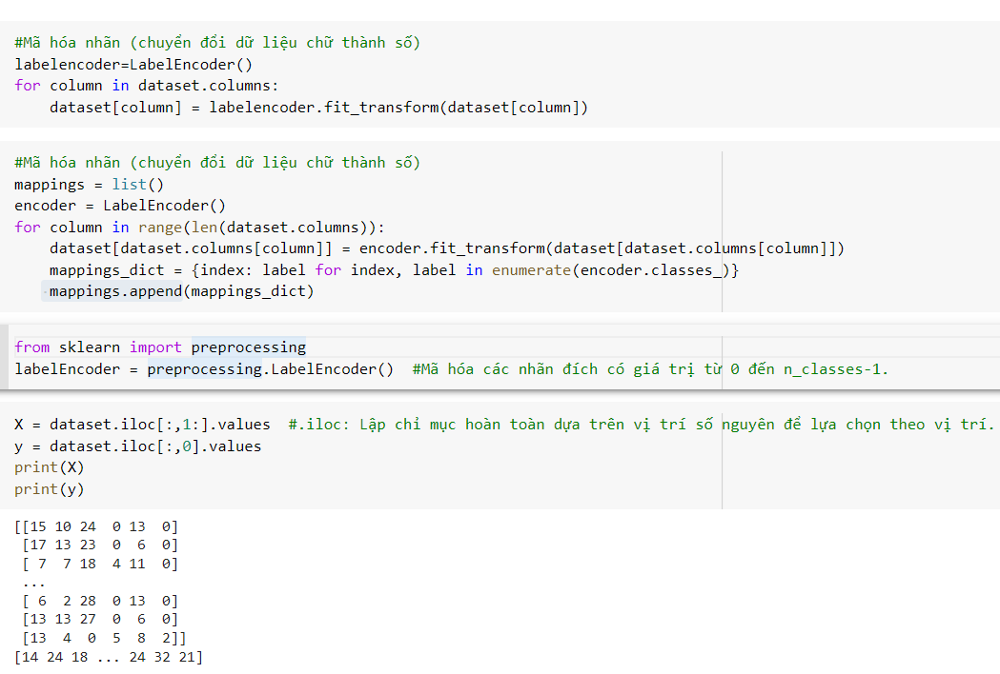 #Mã hóa nhãn (chuyển đổi dữ liệu chữ thành số)
labelencoder=LabelEncoder()
for column in dataset.columns:
    dataset[column] = labelencoder.fit_transform(dataset[column])
#Mã hóa nhãn (chuyển đổi dữ liệu chữ thành số)
mappings = list()
encoder = LabelEncoder()
for column in range(len(dataset.columns)):
    dataset[dataset.columns[column]] = encoder.fit_transform(dataset[dataset.columns[column]])
    mappings_dict = {index: label for index, label in enumerate(encoder.classes_)}
    mappings.append(mappings_dict)
from sklearn import preprocessing
labelEncoder = preprocessing.LabelEncoder()  #Mã hóa các nhãn đích có giá trị từ 0 đến n_classes-1.
X = dataset.iloc[:,1:].values  #.iloc: Lập chỉ mục hoàn toàn dựa trên vị trí số nguyên để lựa chọn theo vị trí.
y = dataset.iloc[:,0].values
print(X)
print(y)
[[15 10 24  0 13  0]
 [17 13 23  0  6  0]
 [ 7  7 18  4 11  0]
 ...
 [ 6  2 28  0 13  0]
 [13 13 27  0  6  0]
 [13  4  0  5  8  2]]
[14 24 18 ... 24 32 21]